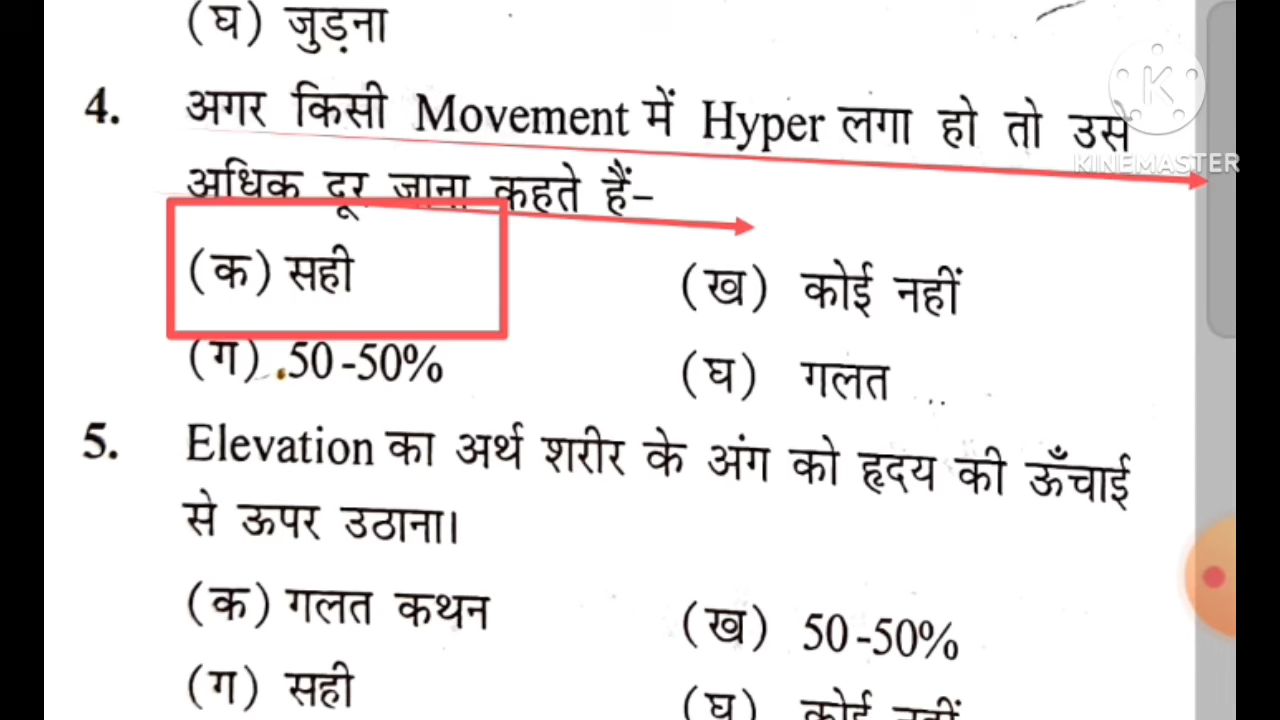 (घ) जुड़ना
4. अगर किसी Movement में Hyper लगा हो तो उसे
KINEMASTER
अधिक दूर जाना कहते हैं-
(क) सही (ख) कोई नहीं
(ग) .50-50% (घ) गलत
5. Elevation का अर्थ शरीर के अंग को हृदय की ऊँचाई
से ऊपर उठाना।
(क) गलत कथन (ख) 50-50%
(ग) सही (घ) कोई नहीं